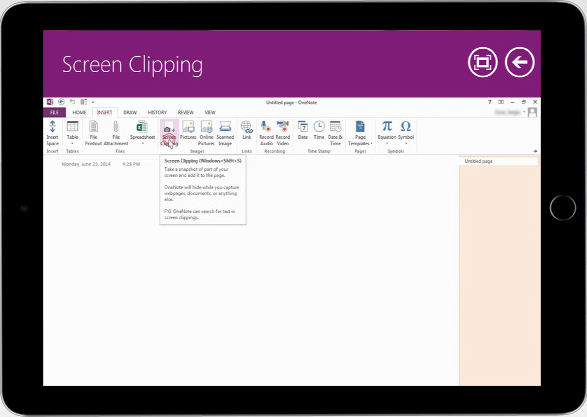 Screen Clipping
Untitled page - OneNote
FILE HOME INSERT DRAW HISTORY REVIEW VIEW
Insert Space
Table
File Printout
File Attachment
Spreadsheet
Screen Clipping
Pictures
Online Pictures
Scanned Image
Link
Record Audio
Record Video
Date
Time
Date & Time
Page Templates
π
Equation
Ω
Symbol
Insert Tables Files Images Links Recording Time Stamp Pages Symbols
Monday, June 23, 2014 4:28 PM
Untitled page
Screen Clipping (Windows+Shift+S)
Take a snapshot of part of your
screen and add it to the page.
OneNote will hide while you capture
webpages, documents, or anything
else.
FYI: OneNote can search for text in
screen clippings.